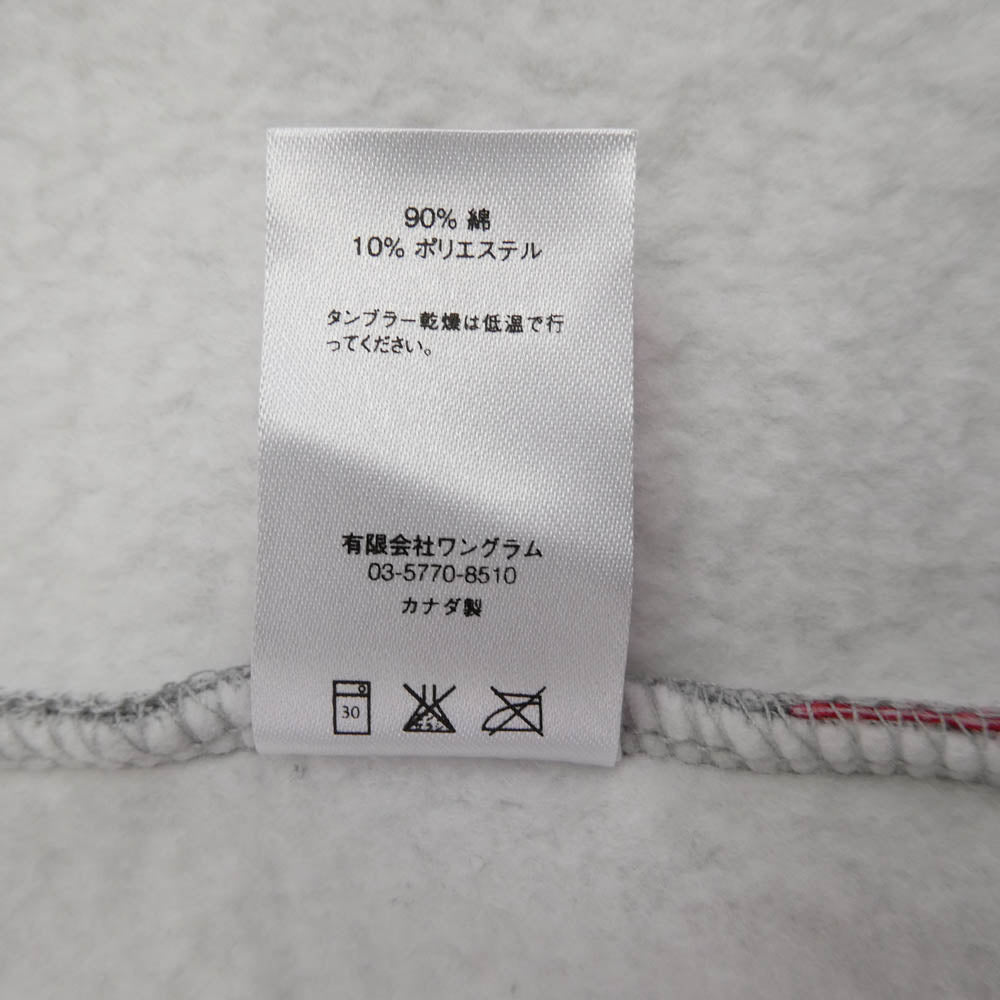 90% 綿
10% ポリエステル
タンブラー乾燥は低温で行
ってください。
有限会社ワングラム
03-5770-8510
カナダ製
30